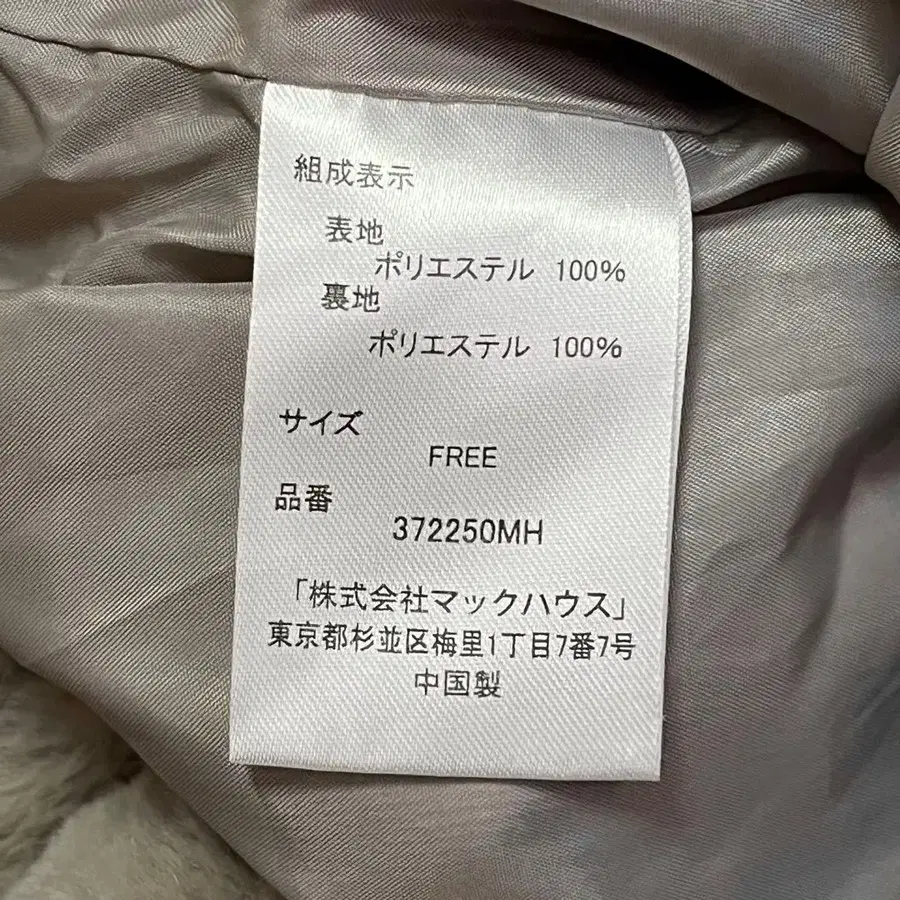 組成表示
表地
ポリエステル 100%
裏地
ポリエステル 100%
サイズ
FREE
品番
372250MH
「株式会社マックハウス」
東京都杉並区梅里1丁目7番7号
中国製